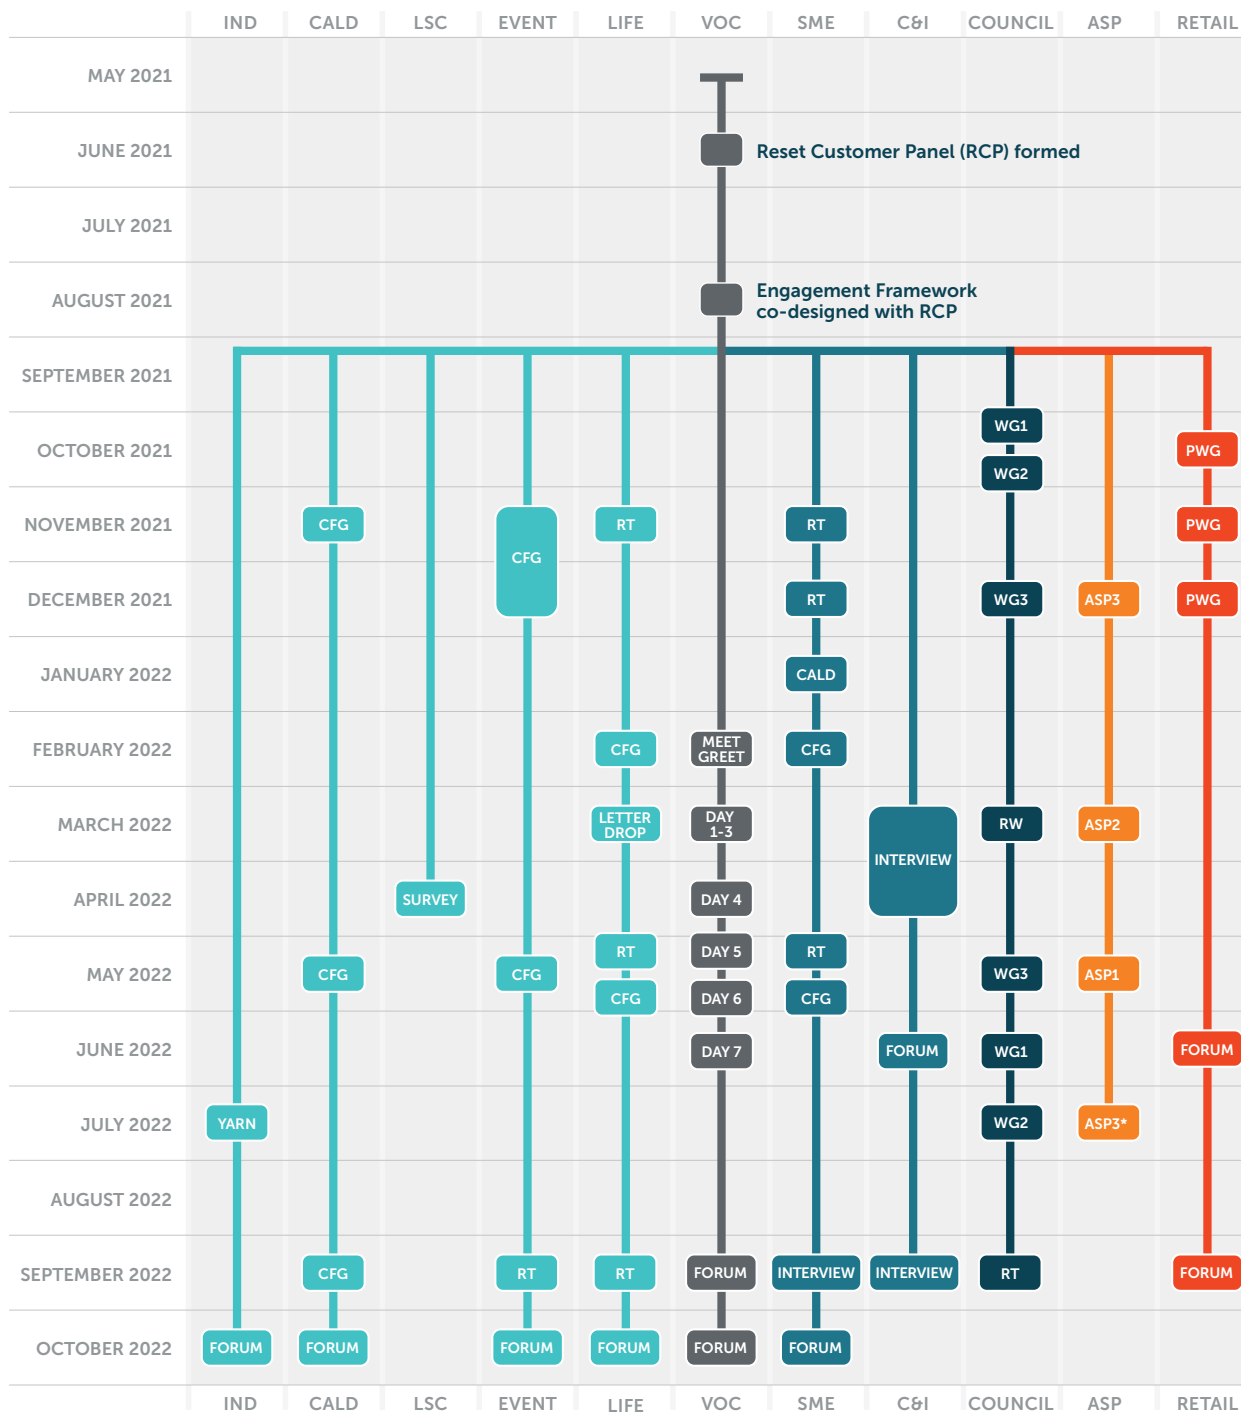 IND CALD LSC EVENT LIFE VOC SME C&I COUNCIL ASP RETAIL
MAY 2021
JUNE 2021 Reset Customer Panel (RCP) formed
JULY 2021
AUGUST 2021 Engagement Framework
co-designed with RCP
SEPTEMBER 2021
WG1
OCTOBER 2021 PWG
WG2
NOVEMBER 2021 CFG RT RT PWG
CFG
DECEMBER 2021 RT WG3 ASP3 PWG
JANUARY 2022 CALD
FEBRUARY 2022 CFG MEET
GREET CFG
MARCH 2022 LETTER
DROP DAY
1-3 RW ASP2
INTERVIEW
APRIL 2022 SURVEY DAY 4
RT DAY 5 RT
MAY 2022 CFG CFG WG3 ASP1
CFG DAY 6 CFG
JUNE 2022 DAY 7 FORUM WG1 FORUM
JULY 2022 YARN WG2 ASP3*
AUGUST 2022
SEPTEMBER 2022 CFG RT RT FORUM INTERVIEW INTERVIEW RT FORUM
OCTOBER 2022 FORUM FORUM FORUM FORUM FORUM FORUM
IND CALD LSC EVENT LIFE VOC SME C&I COUNCIL ASP RETAIL